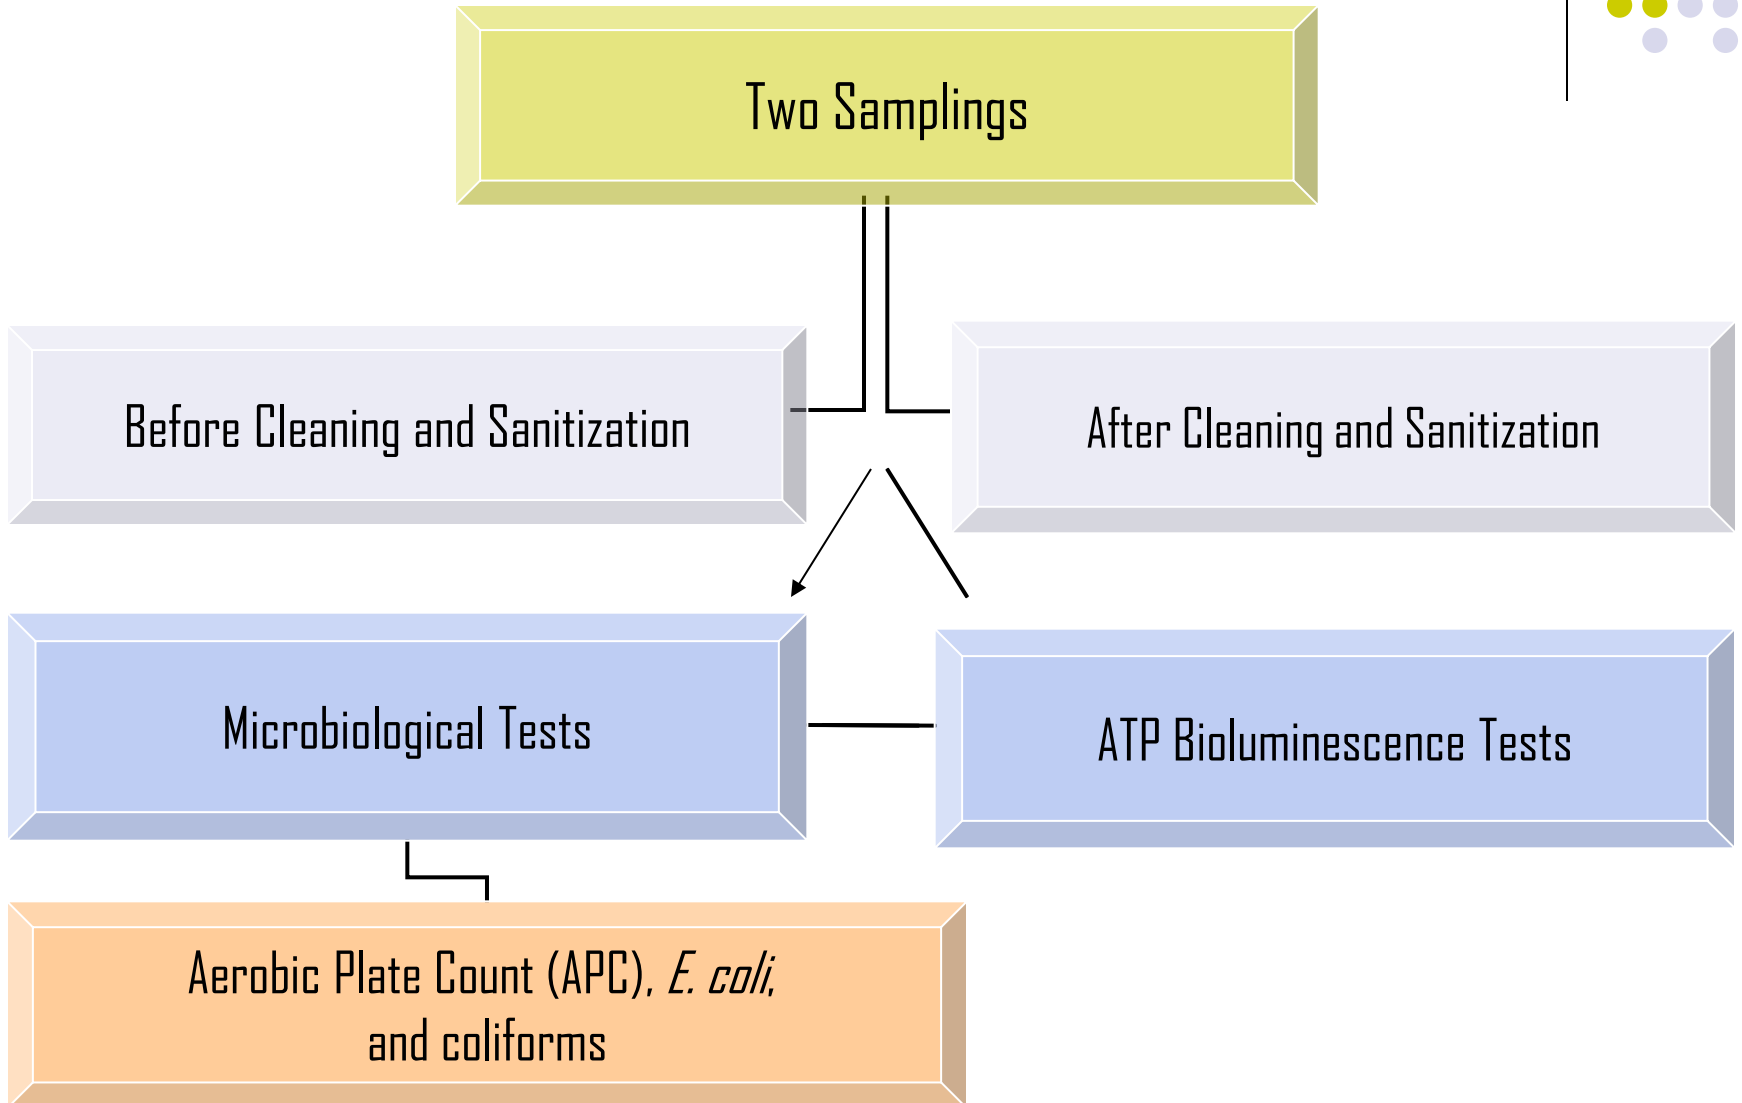 Two Samplings
Before Cleaning and Sanitization
After Cleaning and Sanitization
Microbiological Tests
ATP Bioluminescence Tests
Aerobic Plate Count (APC), E. coli,
and coliforms